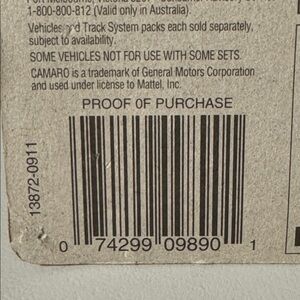 1-800-812 (Valid only in Australia).
Vehicles and Track System packs each sold separately,
subject to availability.
SOME VEHICLES NOT FOR USE WITH SOME SETS.
CAMARO is a trademark of General Motors Corporation
and used under license to Mattel, Inc.
PROOF OF PURCHASE
13872-0911
0 74299 09890 1